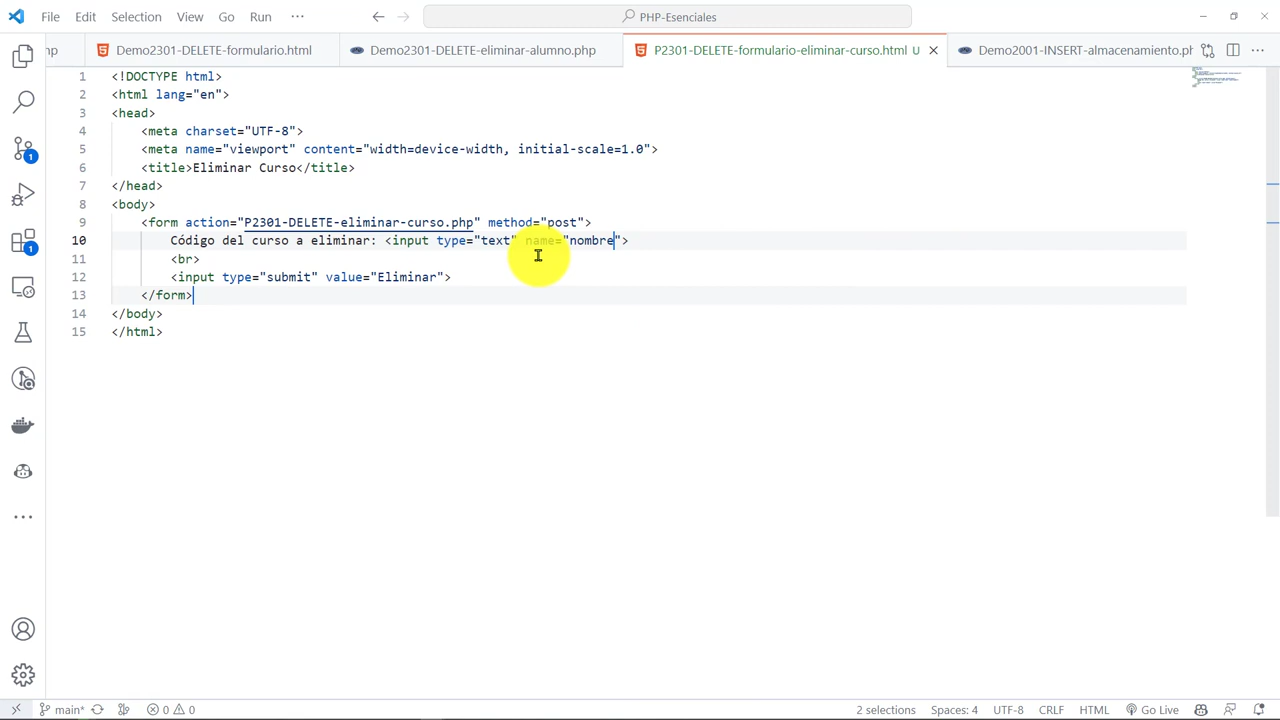 File Edit Selection View Go Run ··· PHP-Esenciales
hp Demo2301-DELETE-formulario.html Demo2301-DELETE-eliminar-alumno.php P2301-DELETE-formulario-eliminar-curso.html U Demo2001-INSERT-almacenamiento.ph
1 <!DOCTYPE html>
2 <html lang="en">
3 <head>
4 <meta charset="UTF-8">
5 <meta name="viewport" content="width=device-width, initial-scale=1.0">
6 <title>Eliminar Curso</title>
7 </head>
8 <body>
9 <form action="P2301-DELETE-eliminar-curso.php" method="post">
10 Código del curso a eliminar: <input type="text" name="nombre">
11 <br>
12 <input type="submit" value="Eliminar">
13 </form>
14 </body>
15 </html>
1
1
main* 0 0 2 selections Spaces: 4 UTF-8 CRLF HTML Go Live